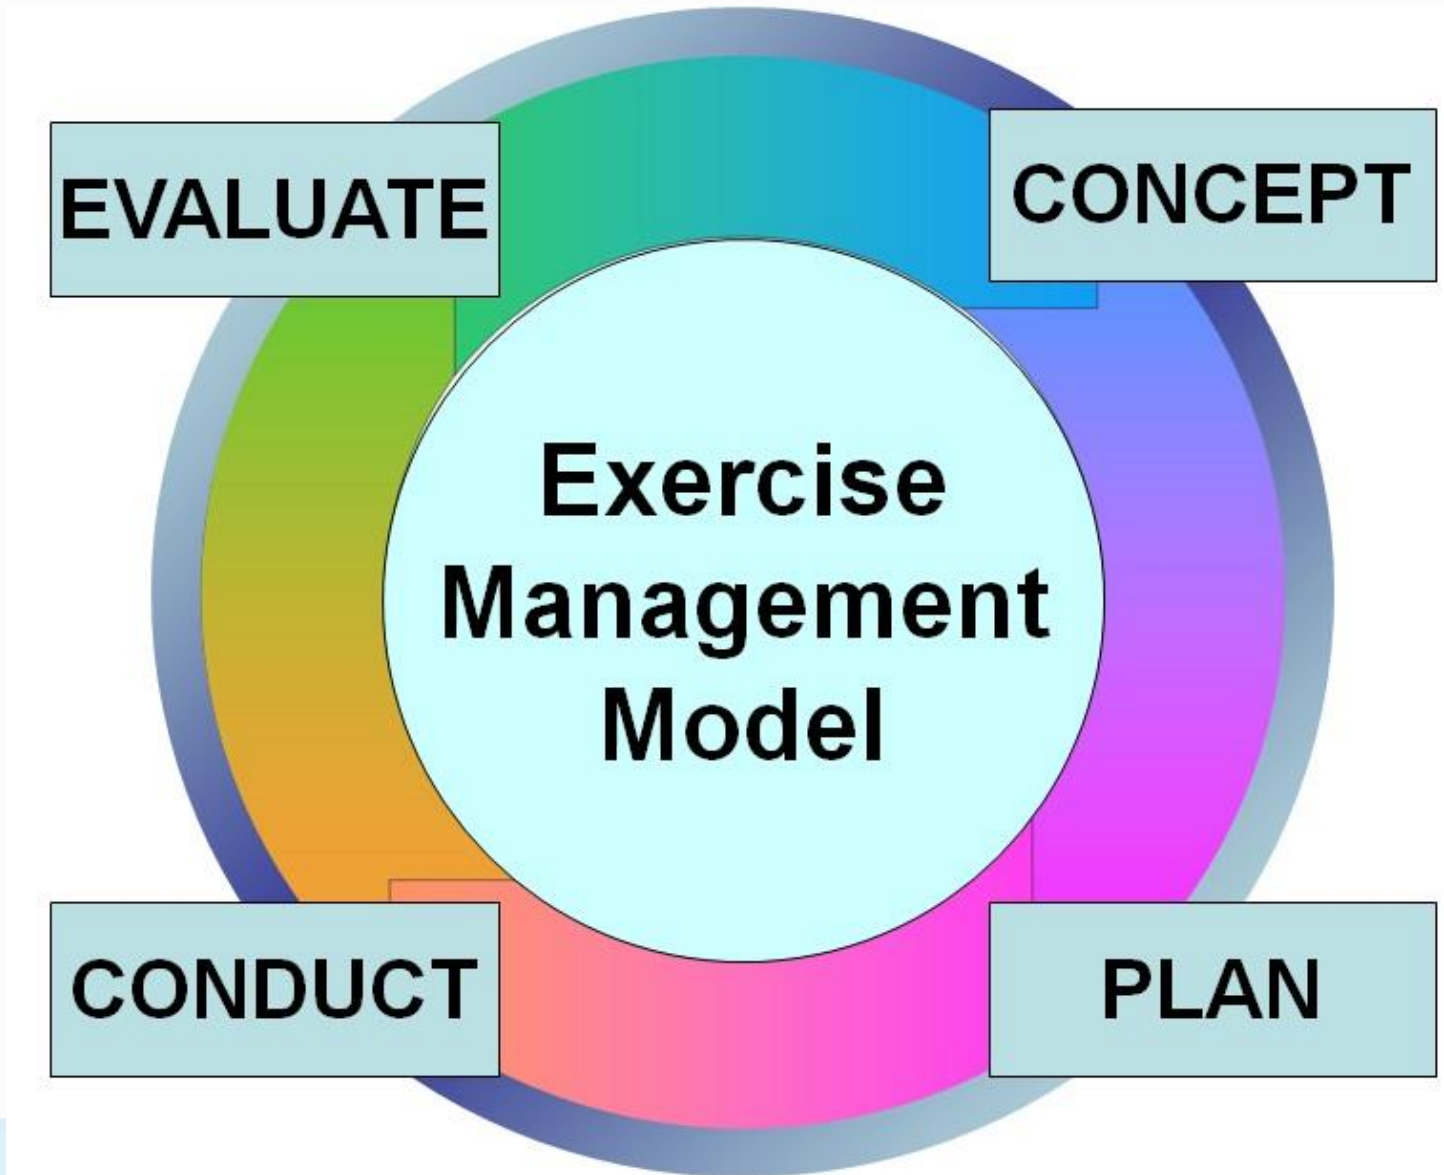 EVALUATE
CONCEPT
Exercise
Management
Model
CONDUCT
PLAN